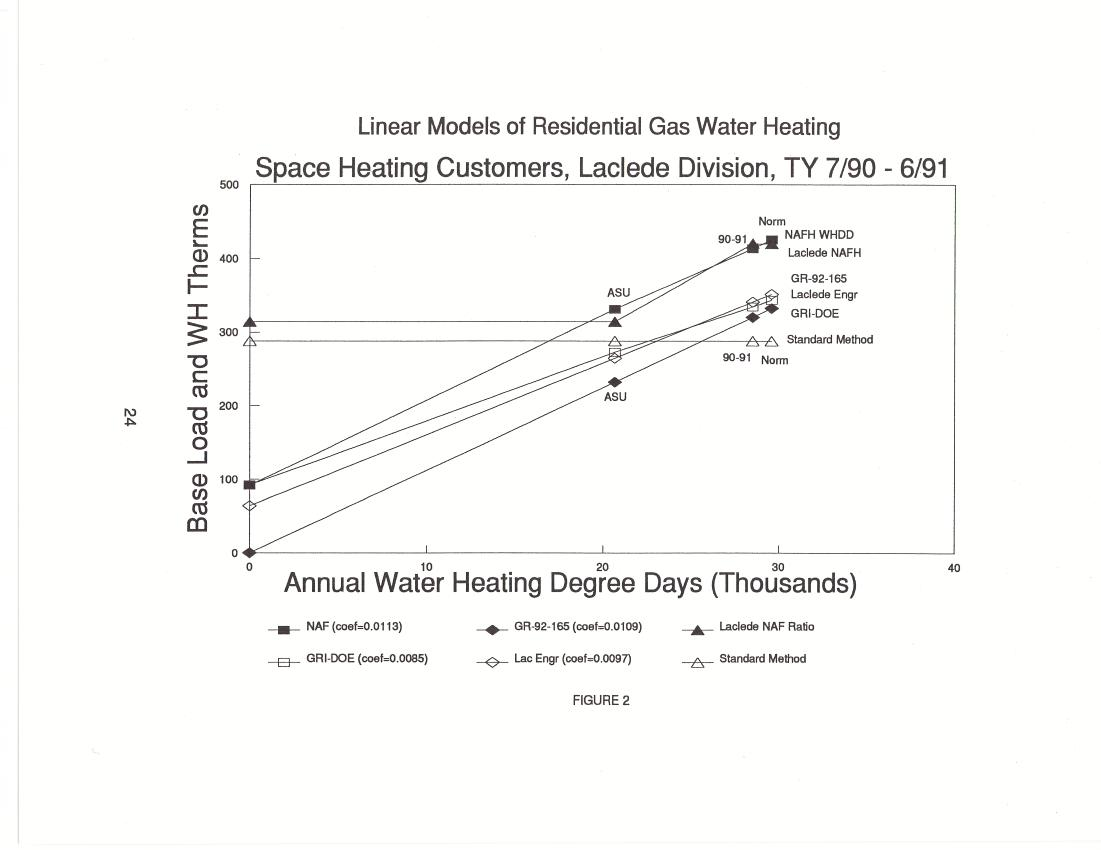 Linear Models of Residential Gas Water Heating
Space Heating Customers, Laclede Division, TY 7/90 - 6/91
Base Load and WH Therms
500
400
300
200
100
0
Norm
90-91
NAFH WHDD
Laclede NAFH
GR-92-165
ASU
Laclede Engr
GRI-DOE
Standard Method
90-91
Norm
ASU
24
0
10
20
30
40
Annual Water Heating Degree Days (Thousands)
NAF (coef=0.0113)
GR-92-165 (coef=0.0109)
Laclede NAF Ratio
GRI-DOE (coef=0.0085)
Lac Engr (coef=0.0097)
Standard Method
FIGURE 2